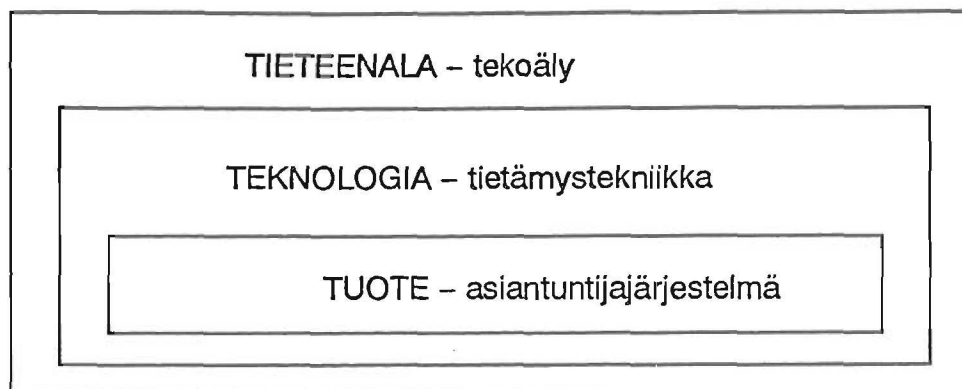 TIETEENALA – tekoäly
TEKNOLOGIA – tietämystekniikka
TUOTE – asiantuntijajärjestelmä